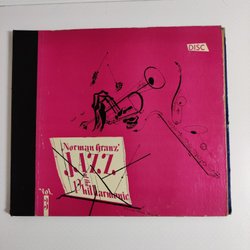 DISC
Norman Granz'
JAZZ
at the
Philharmonic
Vol.